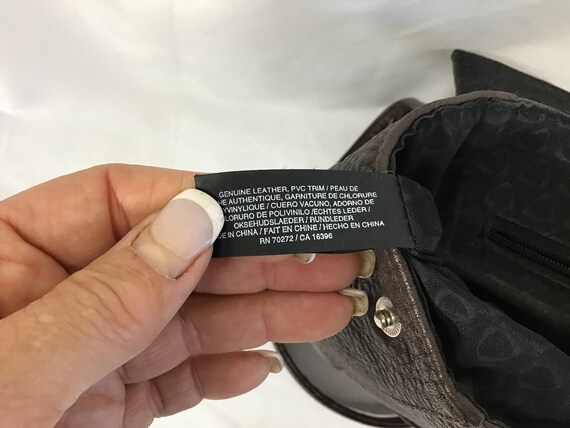 GENUINE LEATHER, PVC TRIM / PEAU DE
AUTHENTIQUE, GARNITURE DE CHLORURE
VINYLIQUE / CUERO VACUNO, ADORNO DE
CLORURO DE POLIVINILO /ECHTES LEDER /
OKSEHUDSLAEDER / RUNDLEDER
IN CHINA / FAIT EN CHINE / HECHO EN CHINA
RN 70272 / CA 16396